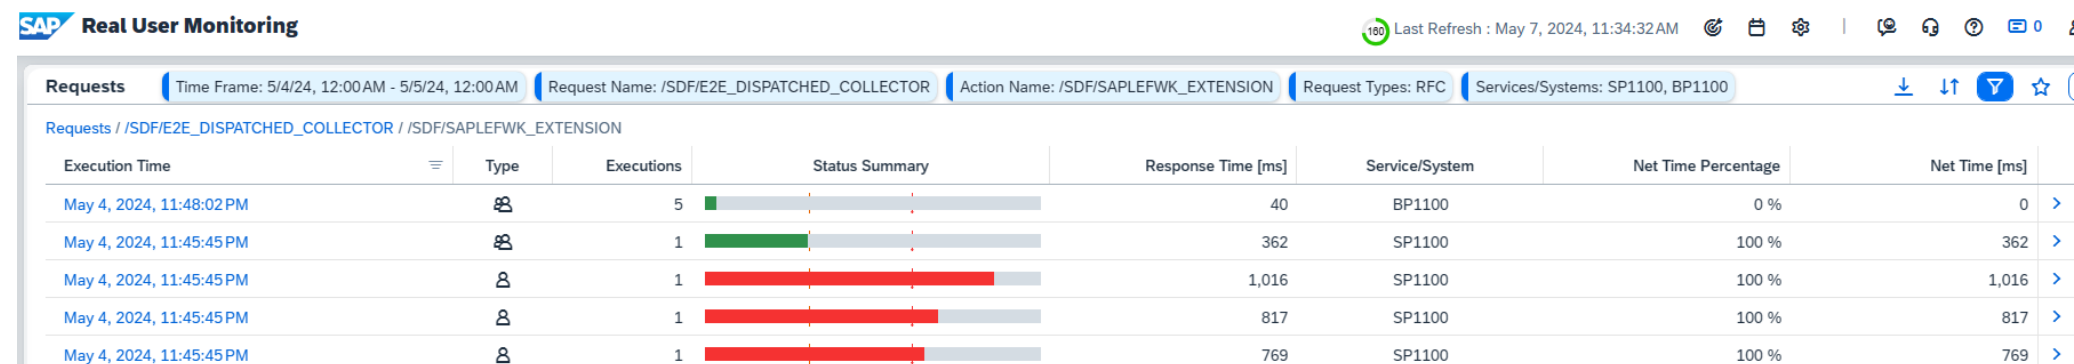 SAP Real User Monitoring
160 Last Refresh : May 7, 2024, 11:34:32 AM 0
Requests Time Frame: 5/4/24, 12:00 AM - 5/5/24, 12:00 AM Request Name: /SDF/E2E_DISPATCHED_COLLECTOR Action Name: /SDF/SAPLEFWK_EXTENSION Request Types: RFC Services/Systems: SP1100, BP1100
Requests / /SDF/E2E_DISPATCHED_COLLECTOR / /SDF/SAPLEFWK_EXTENSION
Execution Time Type Executions Status Summary Response Time [ms] Service/System Net Time Percentage Net Time [ms]
May 4, 2024, 11:48:02 PM 5 40 BP1100 0 % 0
May 4, 2024, 11:45:45 PM 1 362 SP1100 100 % 362
May 4, 2024, 11:45:45 PM 1 1,016 SP1100 100 % 1,016
May 4, 2024, 11:45:45 PM 1 817 SP1100 100 % 817
May 4, 2024, 11:45:45 PM 1 769 SP1100 100 % 769